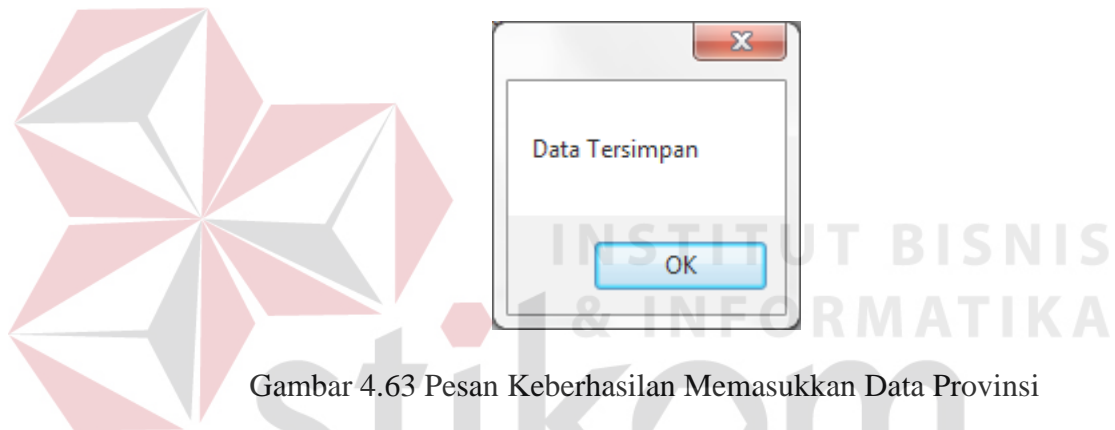 Data Tersimpan
OK
INSTITUT BISNIS
& INFORMATIKA
stikom
Gambar 4.63 Pesan Keberhasilan Memasukkan Data Provinsi